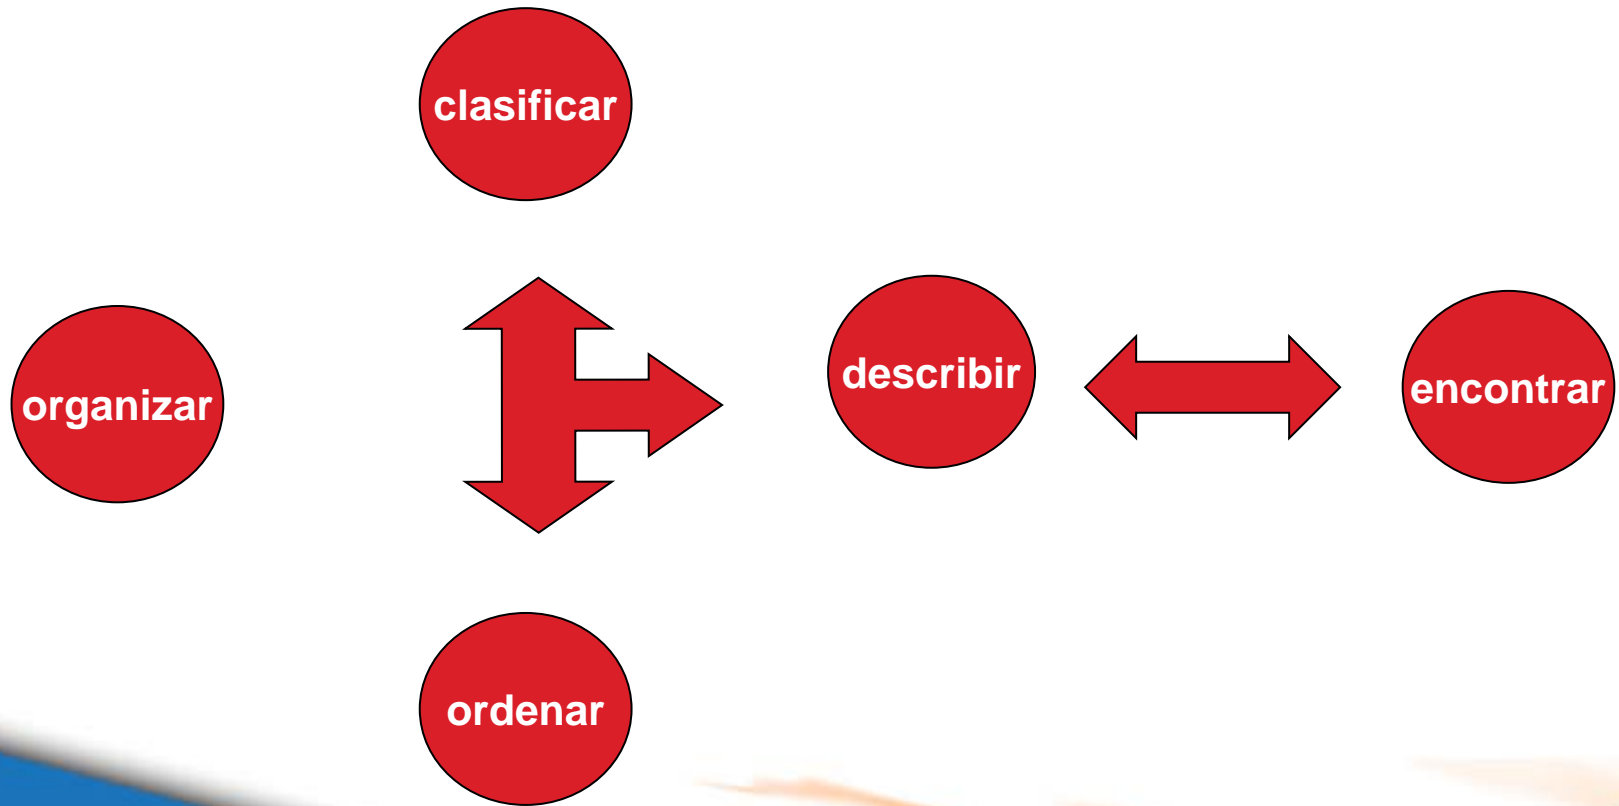 clasificar
organizar
describir
encontrar
ordenar